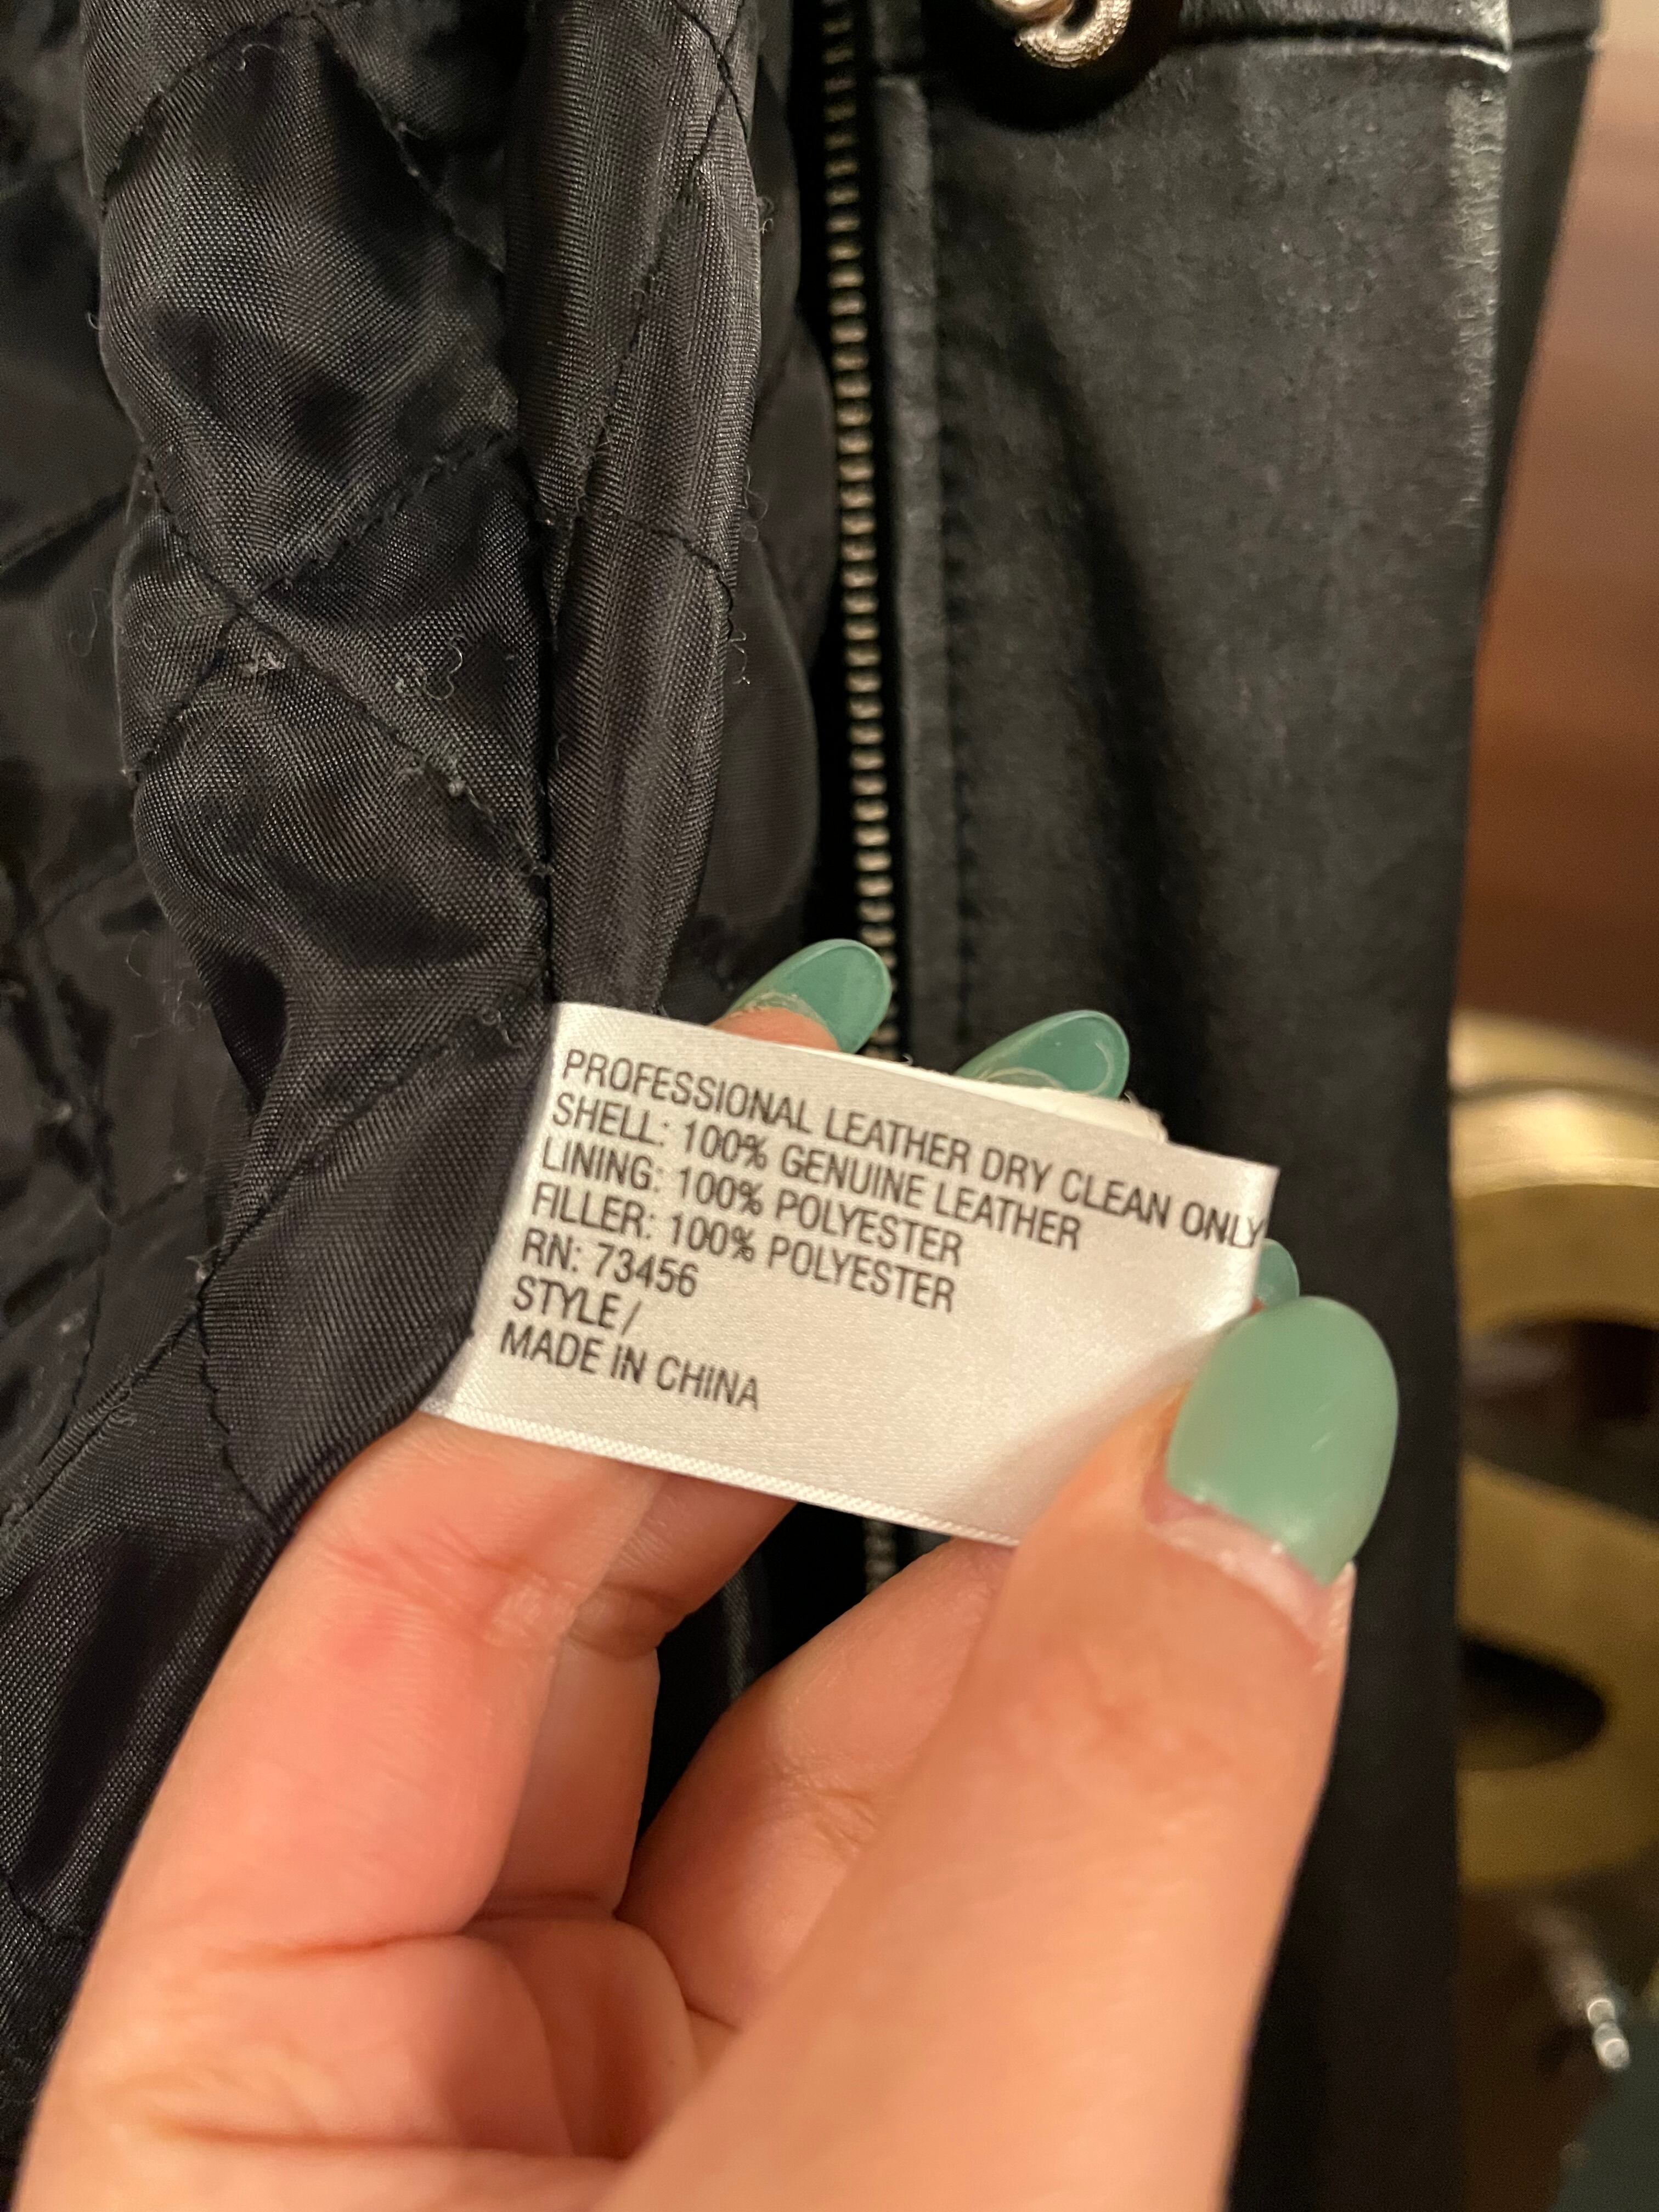 PROFESSIONAL LEATHER DRY CLEAN ONLY
SHELL: 100% GENUINE LEATHER
LINING: 100% POLYESTER
FILLER: 100% POLYESTER
RN: 73456
STYLE /
MADE IN CHINA